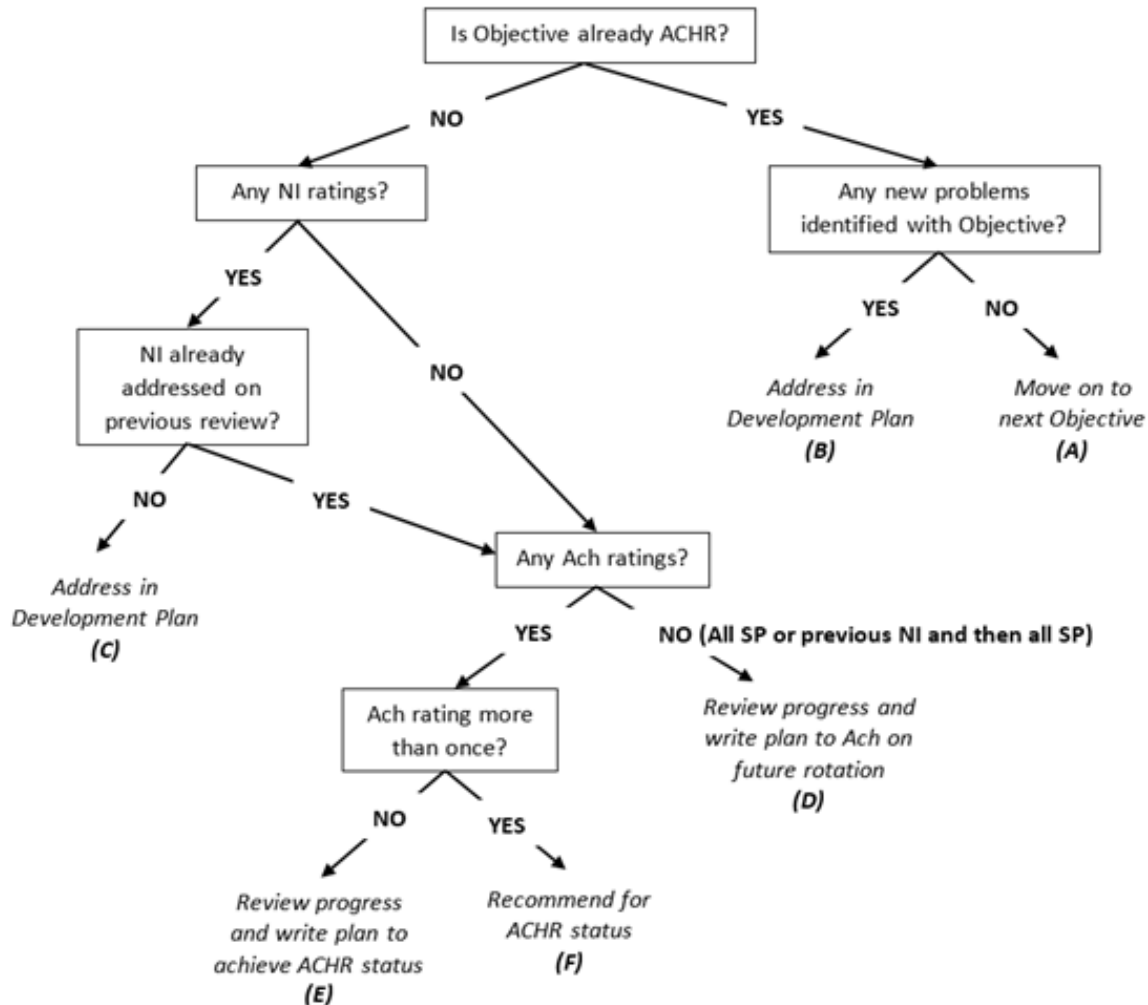 Is Objective already ACHR?
NO
YES
Any NI ratings?
Any new problems
identified with Objective?
YES
NO
YES
NO
NI already
addressed on
previous review?
Address in
Development Plan
(B)
Move on to
next Objective
(A)
NO
YES
Any Ach ratings?
Address in
Development Plan
(C)
YES
NO (All SP or previous NI and then all SP)
Ach rating more
than once?
Review progress and
write plan to Ach on
future rotation
(D)
NO
YES
Review progress
and write plan to
achieve ACHR status
(E)
Recommend for
ACHR status
(F)